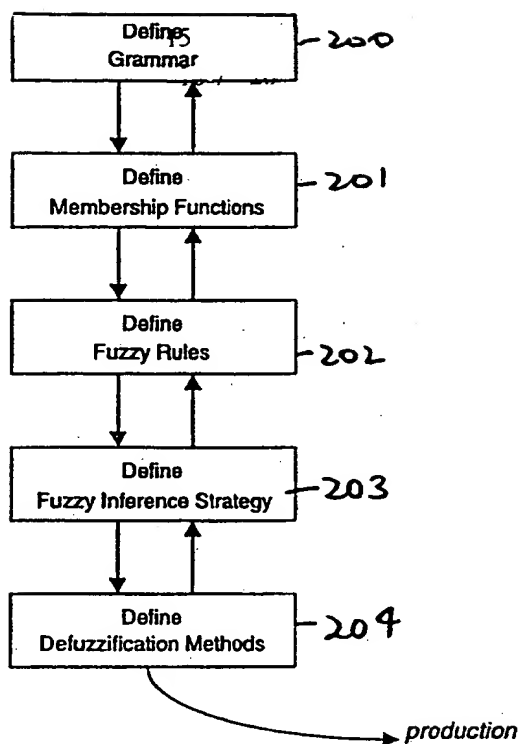 Define
15
Grammar
200
Define
Membership Functions
201
Define
Fuzzy Rules
202
Define
Fuzzy Inference Strategy
203
Define
Defuzzification Methods
204
production